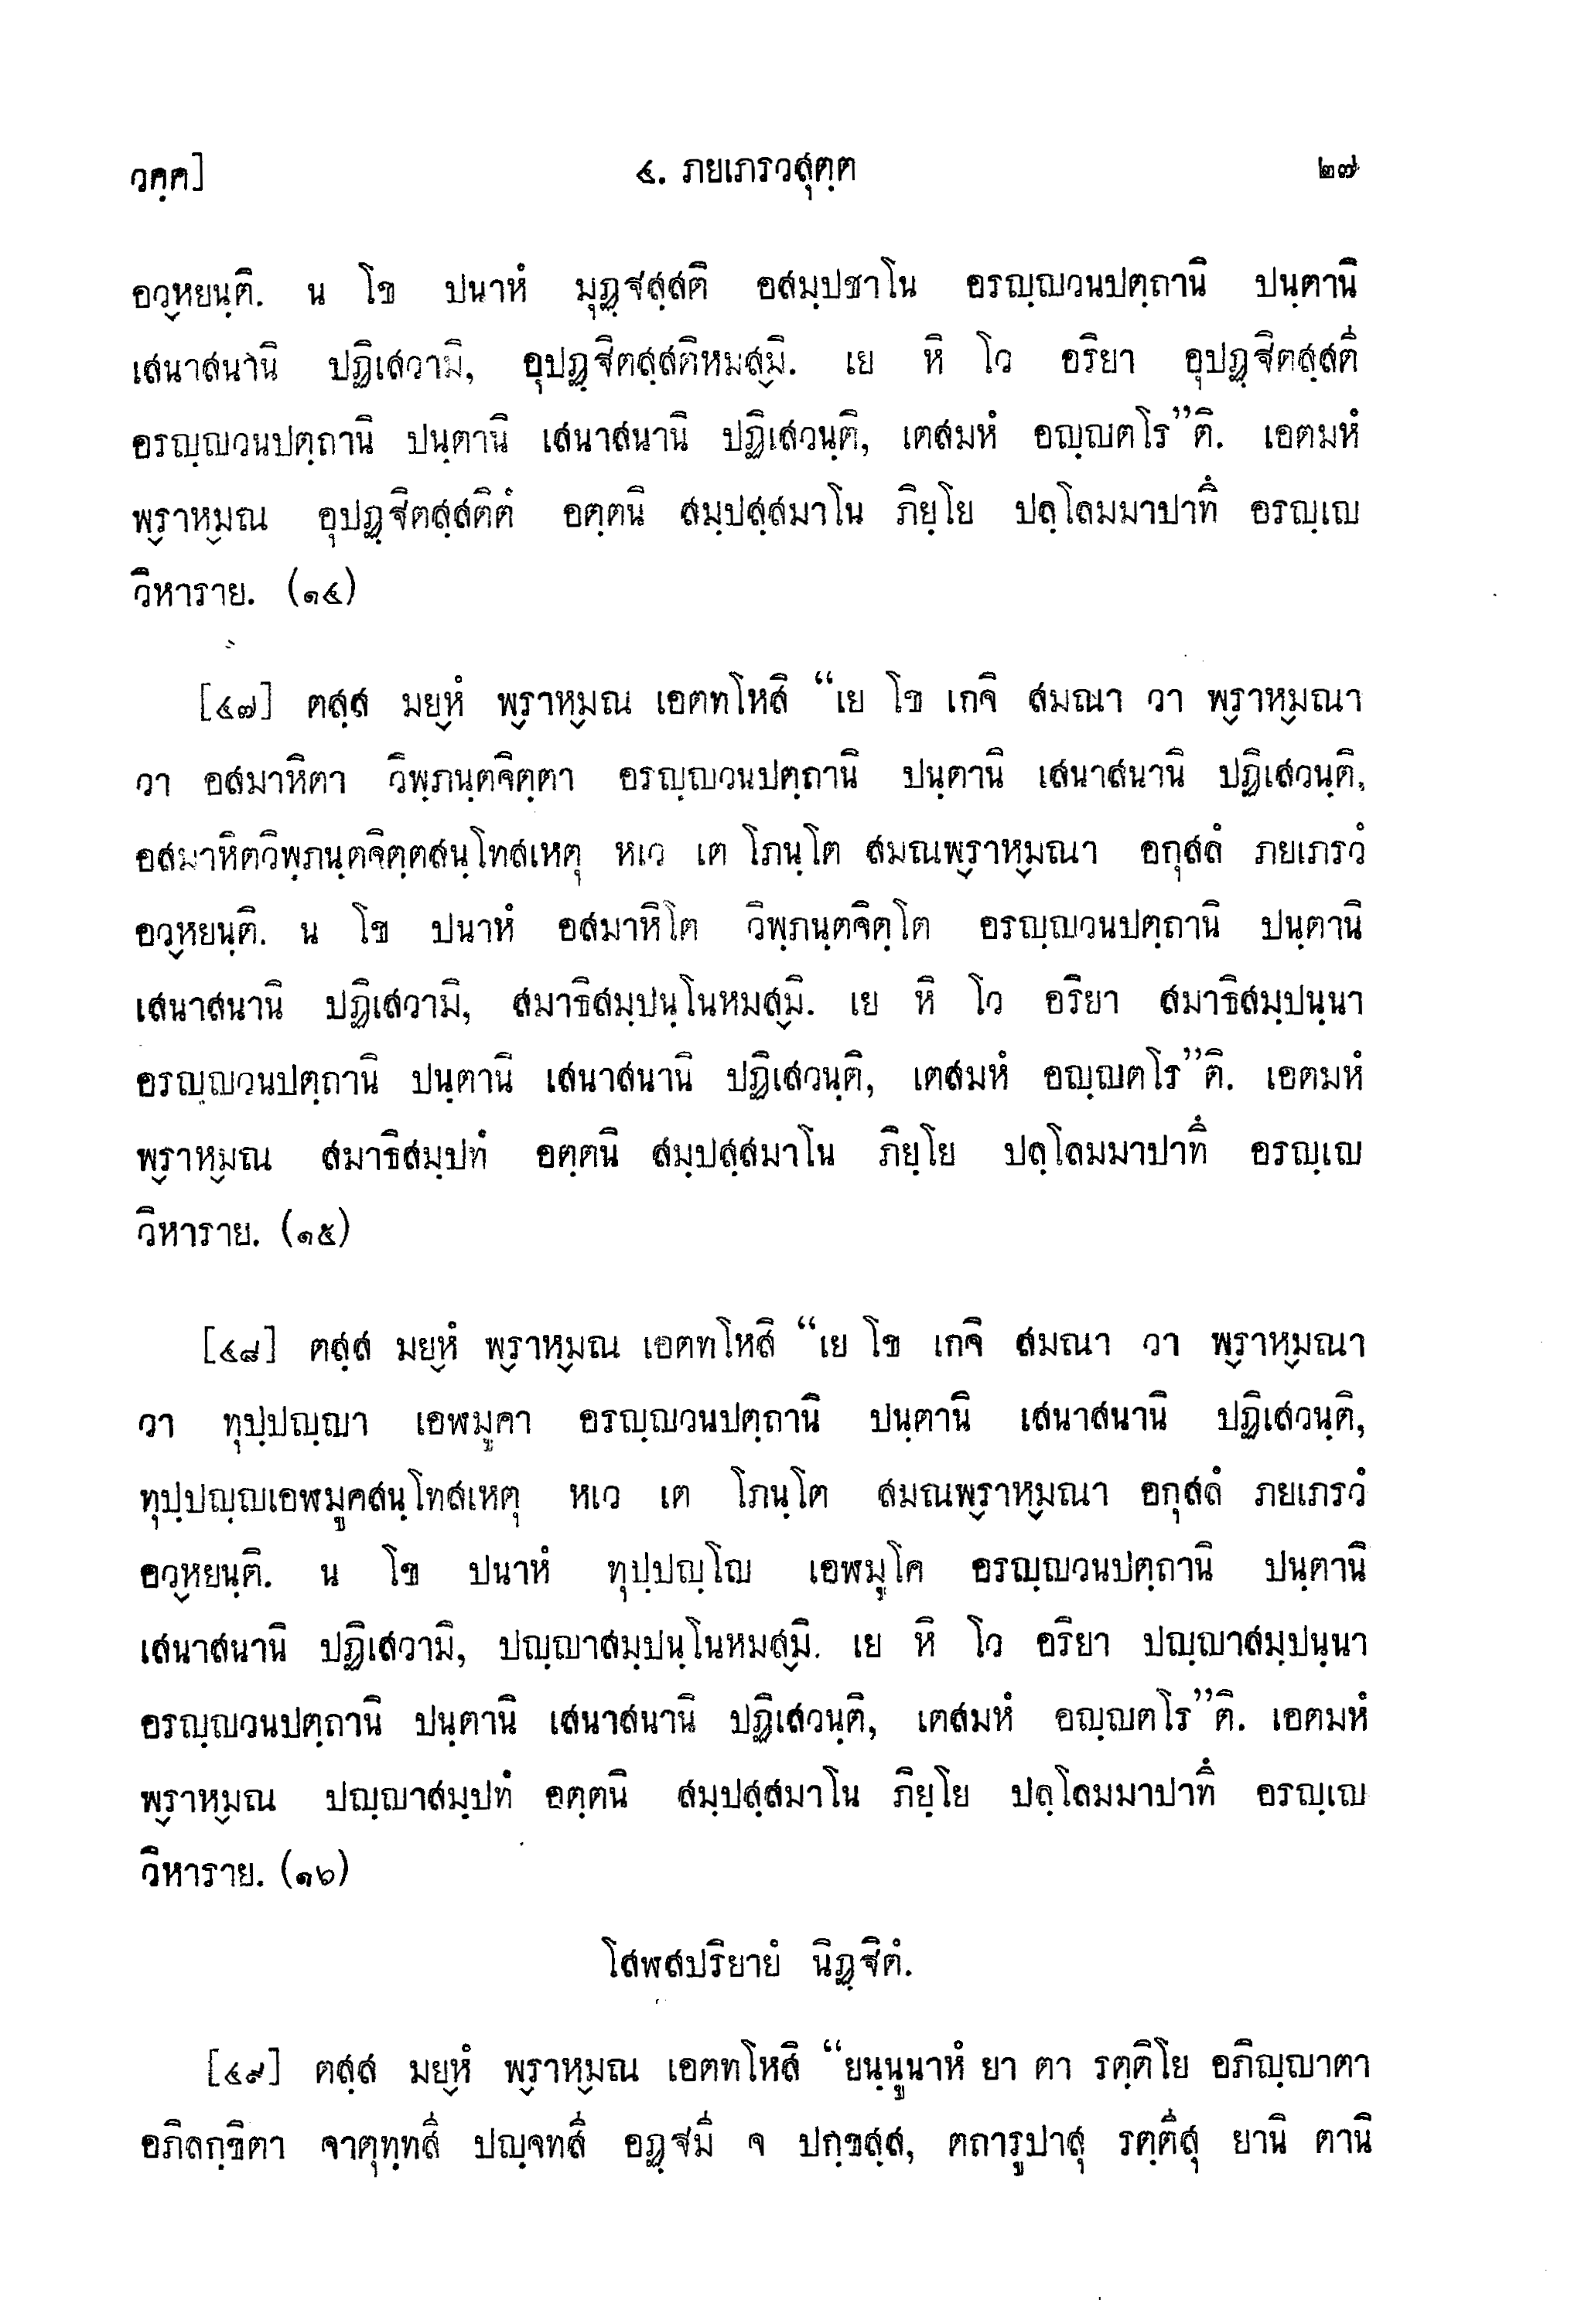 วคฺค] ๔. ภยเภรวสุตฺต ๒๗
อว๎หยนฺติ. น โข ปนาหํ มุฏฺฐสฺสติ อสมฺปชาโน อรญฺญวนปตฺถานิ ปนฺตานิ
เสนาสนานิ ปฏิเสวามิ, อุปฏฺฐิตสฺสติหมส๎มิ. เย หิ โว อริยา อุปฏฺฐิตสฺสตี
อรญฺญวนปตฺถานิ ปนฺตานิ เสนาสนานิ ปฏิเสวนฺติ, เตสมหํ อญฺญตโร”ติ. เอตมหํ
พ๎ราห๎มณ อุปฏฺฐิตสฺสติตํ อตฺตนิ สมฺปสฺสมาโน ภิยฺโย ปลฺโลมมาปาทึ อรญฺเญ
วิหาราย. (๑๔)
[๔๗] ตสฺส มย๎หํ พ๎ราห๎มณ เอตทโหสิ “เย โข เกจิ สมณา วา พ๎ราห๎มณา
วา อสมาหิตา วิพฺภนฺตจิตฺตา อรญฺญวนปตฺถานิ ปนฺตานิ เสนาสนานิ ปฏิเสวนฺติ,
อสมาหิตวิพฺภนฺตจิตฺตสนฺโทสเหตุ หเว เต โภนฺโต สมณพ๎ราห๎มณา อกุสลํ ภยเภรวํ
อว๎หยนฺติ. น โข ปนาหํ อสมาหิโต วิพฺภนฺตจิตฺโต อรญฺญวนปตฺถานิ ปนฺตานิ
เสนาสนานิ ปฏิเสวามิ, สมาธิสมฺปนฺโนหมส๎มิ. เย หิ โว อริยา สมาธิสมฺปนฺนา
อรญฺญวนปตฺถานิ ปนฺตานิ เสนาสนานิ ปฏิเสวนฺติ, เตสมหํ อญฺญตโร”ติ. เอตมหํ
พ๎ราห๎มณ สมาธิสมฺปทํ อตฺตนิ สมฺปสฺสมาโน ภิยฺโย ปลฺโลมมาปาทึ อรญฺเญ
วิหาราย. (๑๕)
[๔๘] ตสฺส มย๎หํ พ๎ราห๎มณ เอตทโหสิ “เย โข เกจิ สมณา วา พ๎ราห๎มณา
วา ทุปฺปญฺญา เอฬมูคา อรญฺญวนปตฺถานิ ปนฺตานิ เสนาสนานิ ปฏิเสวนฺติ,
ทุปฺปญฺญเอฬมูคสนฺโทสเหตุ หเว เต โภนฺโต สมณพ๎ราห๎มณา อกุสลํ ภยเภรวํ
อว๎หยนฺติ. น โข ปนาหํ ทุปฺปญฺโญ เอฬมูโค อรญฺญวนปตฺถานิ ปนฺตานิ
เสนาสนานิ ปฏิเสวามิ, ปญฺญาสมฺปนฺโนหมส๎มิ. เย หิ โว อริยา ปญฺญาสมฺปนฺนา
อรญฺญวนปตฺถานิ ปนฺตานิ เสนาสนานิ ปฏิเสวนฺติ, เตสมหํ อญฺญตโร”ติ. เอตมหํ
พ๎ราห๎มณ ปญฺญาสมฺปทํ อตฺตนิ สมฺปสฺสมาโน ภิยฺโย ปลฺโลมมาปาทึ อรญฺเญ
วิหาราย. (๑๖)
โสฬสปริยายํ นิฏฺฐิตํ.
[๔๙] ตสฺส มย๎หํ พ๎ราห๎มณ เอตทโหสิ “ยนฺนูนาหํ ยา ตา รตฺติโย อภิญฺญาตา
อภิลกฺขิตา จาตุทฺทสี ปญฺจทสี อฏฺฐมี จ ปกฺขสฺส, ตถารูปาสุ รตฺตีสุ ยานิ ตานิ